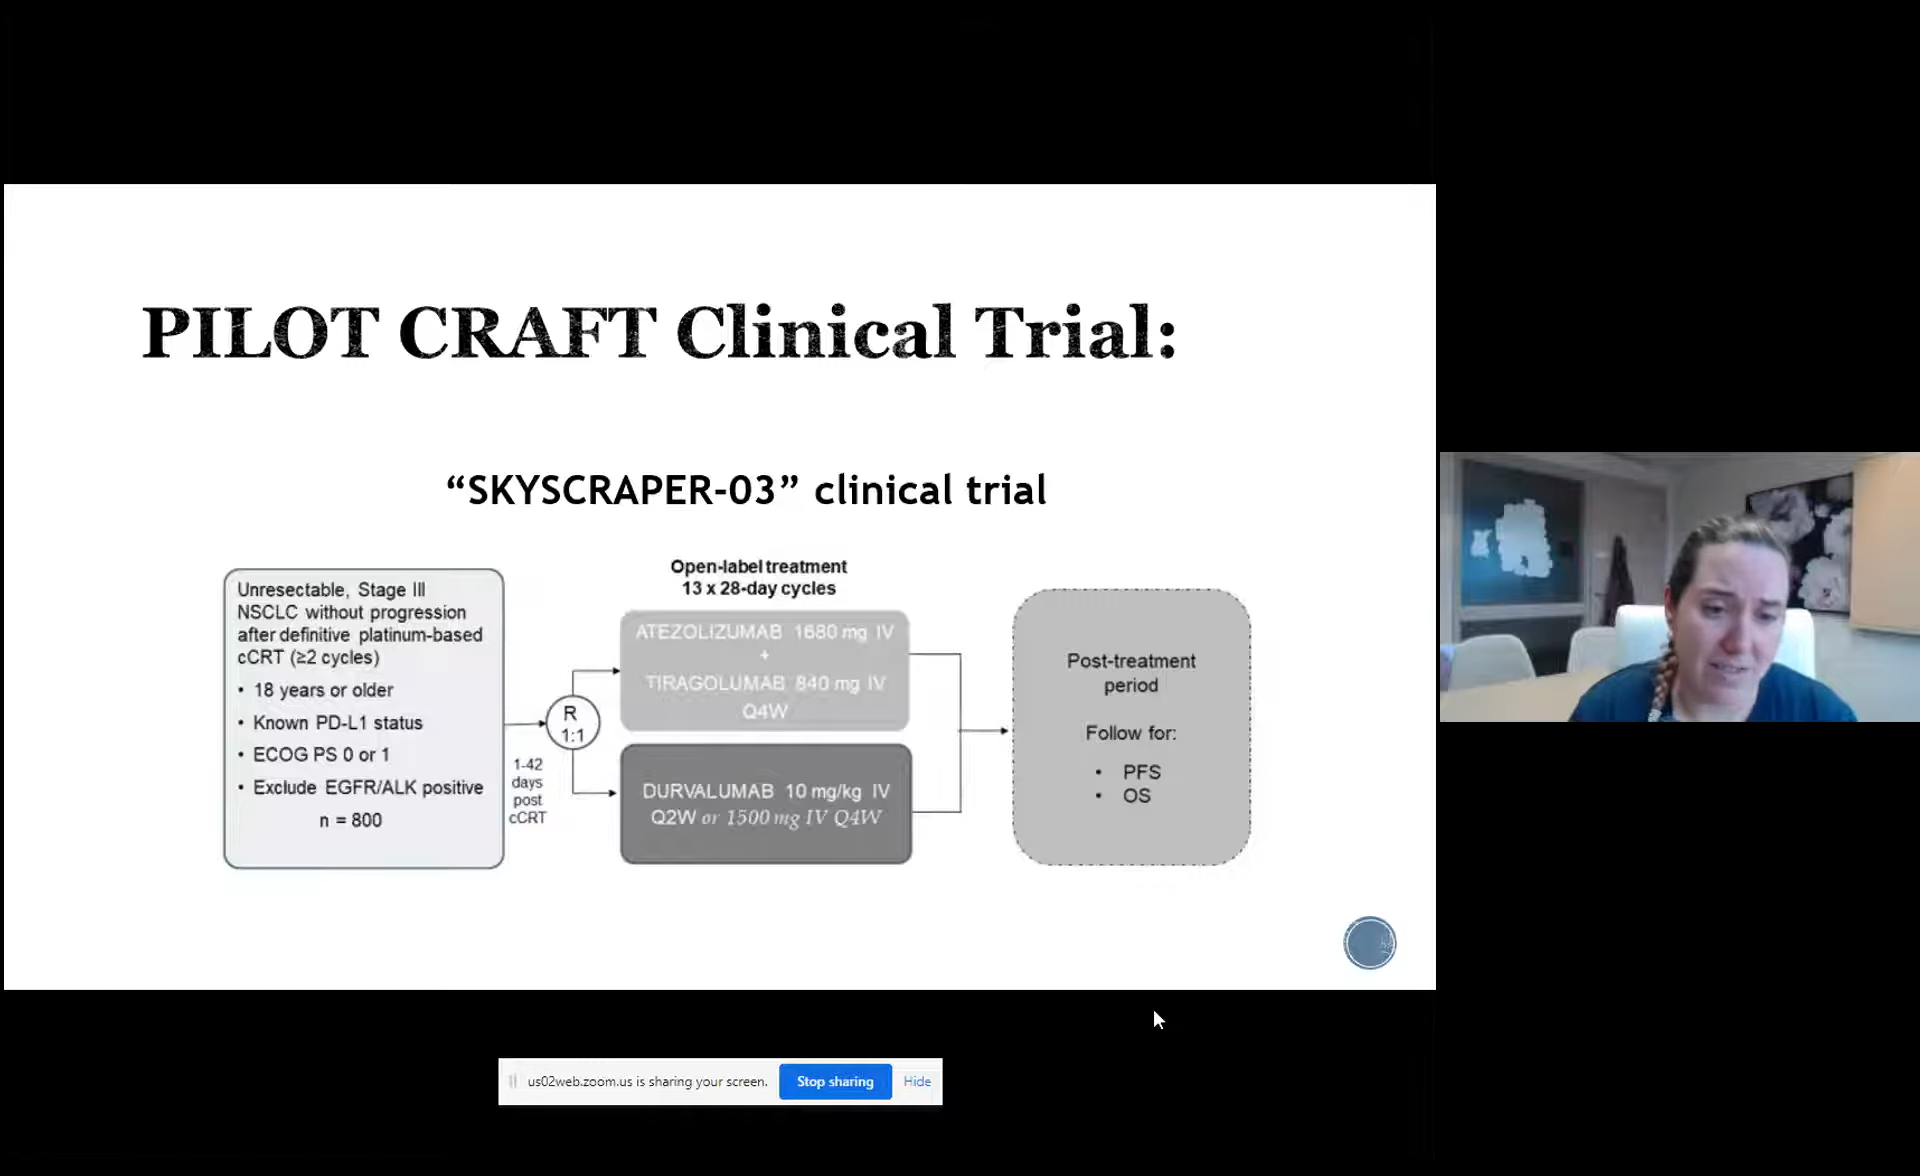 PILOT CRAFT Clinical Trial:
“SKYSCRAPER-03” clinical trial
Unresectable, Stage III
NSCLC without progression
after definitive platinum-based
cCRT (≥2 cycles)
• 18 years or older
• Known PD-L1 status
• ECOG PS 0 or 1
• Exclude EGFR/ALK positive
n = 800
1-42
days
post
cCRT
R
1:1
Open-label treatment
13 x 28-day cycles
ATEZOLIZUMAB 1680 mg IV
+
TIRAGOLUMAB 840 mg IV
Q4W
DURVALUMAB 10 mg/kg IV
Q2W or 1500 mg IV Q4W
Post-treatment
period
Follow for:
• PFS
• OS
us02web.zoom.us is sharing your screen.
Stop sharing
Hide